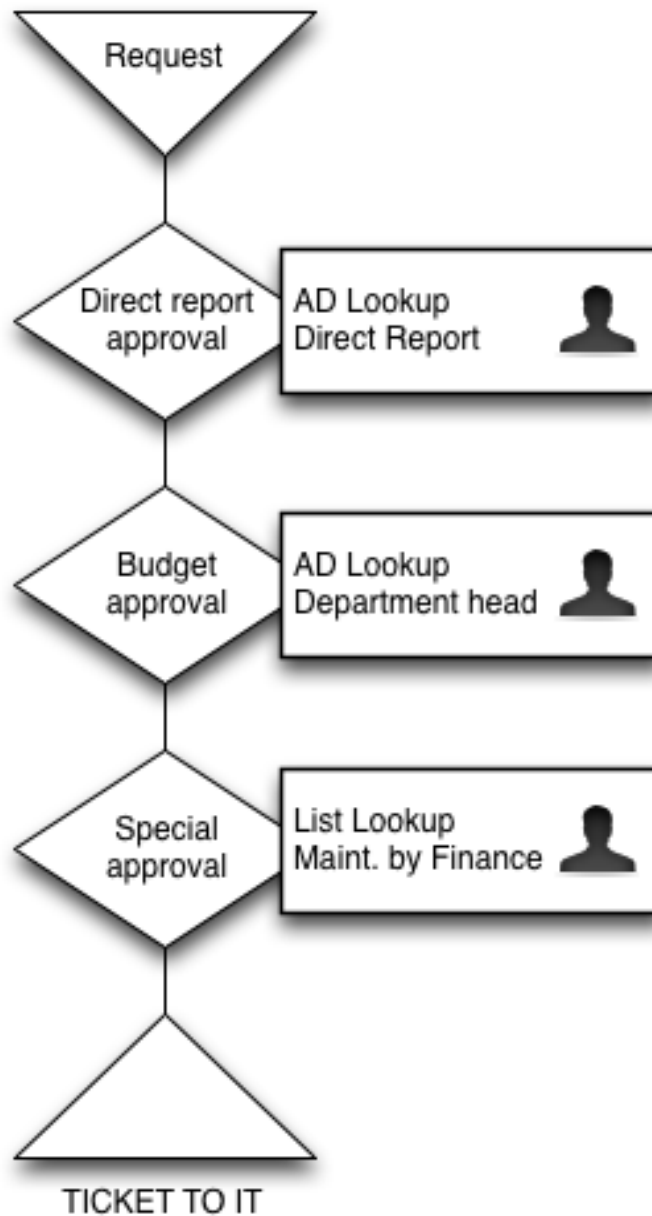 Request
Direct report
approval
AD Lookup
Direct Report
Budget
approval
AD Lookup
Department head
Special
approval
List Lookup
Maint. by Finance
TICKET TO IT